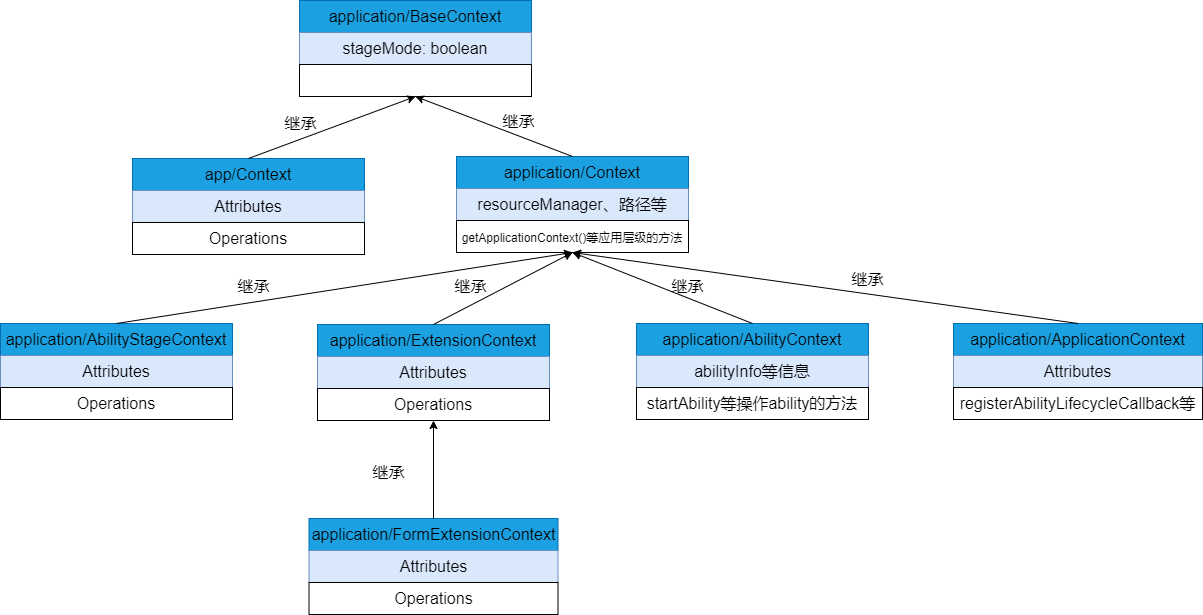 application/BaseContext
stageMode: boolean
继承
继承
app/Context
Attributes
Operations
application/Context
resourceManager、路径等
getApplicationContext()等应用层级的方法
继承
继承
继承
继承
application/AbilityStageContext
Attributes
Operations
application/ExtensionContext
Attributes
Operations
application/AbilityContext
abilityInfo等信息
startAbility等操作ability的方法
application/ApplicationContext
Attributes
registerAbilityLifecycleCallback等
继承
application/FormExtensionContext
Attributes
Operations